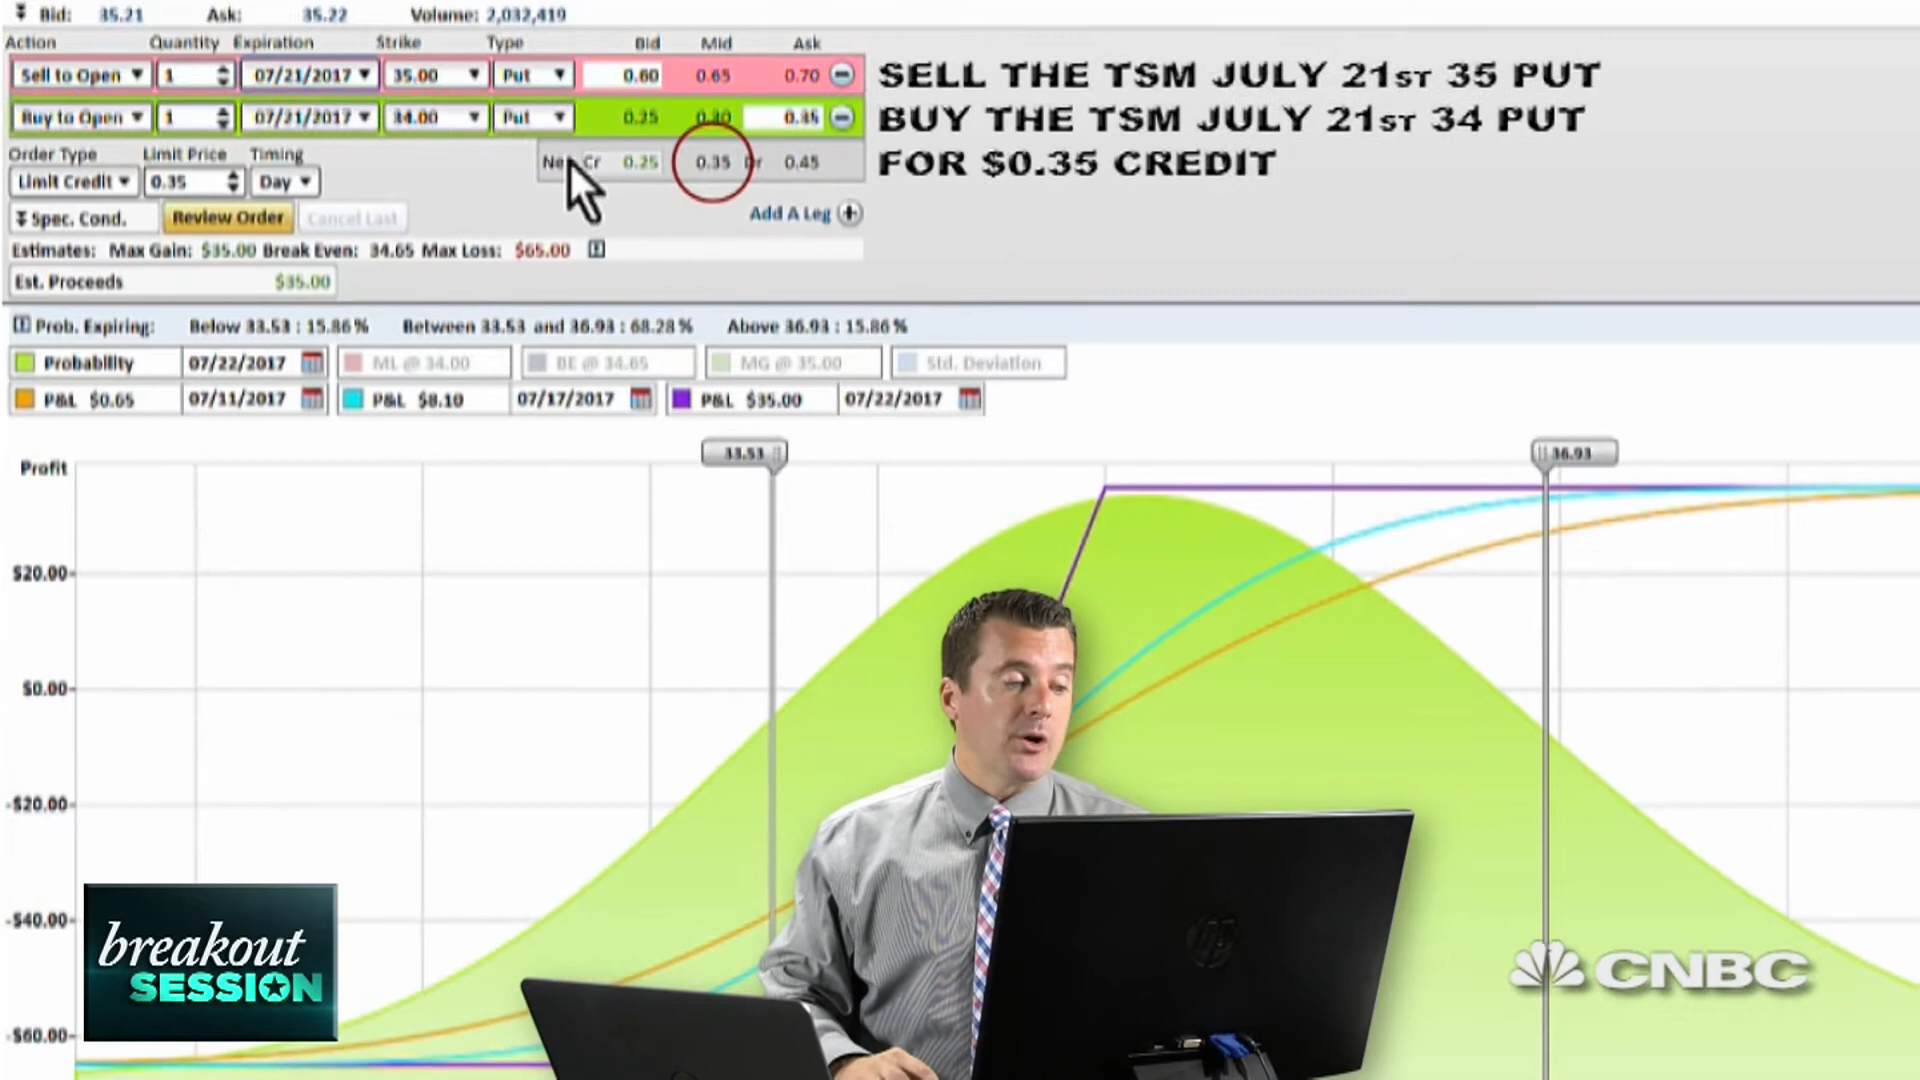 Bid: 35.21 Ask: 35.22 Volume: 2,032,419
Action Quantity Expiration Strike Type Bid Mid Ask
Sell to Open 1 07/21/2017 35.00 Put 0.60 0.65 0.70
SELL THE TSM JULY 21ST 35 PUT
Buy to Open 1 07/21/2017 34.00 Put 0.25 0.30 0.35
BUY THE TSM JULY 21ST 34 PUT
Order Type Limit Price Timing
Cr 0.25 0.35 0.45
FOR $0.35 CREDIT
Limit Credit 0.35 Day
Spec. Cond. Review Order Cancel Last
Add A Leg
Estimates: Max Gain: $35.00 Break Even: 34.65 Max Loss: $65.00
Est. Proceeds $35.00
Prob. Expiring: Below 33.53 : 15.86% Between 33.53 and 36.93 : 68.28% Above 36.93 : 15.86%
Probability 07/22/2017 ML @ 34.00 BE @ 34.65 MG @ 35.00 Std. Deviation
P&L $0.65 07/11/2017 P&L $8.10 07/17/2017 P&L $35.00 07/22/2017
33.53 36.93
Profit
$20.00
$0.00
-$20.00
-$40.00
-$60.00
breakout
SESSION
hp
CNBC